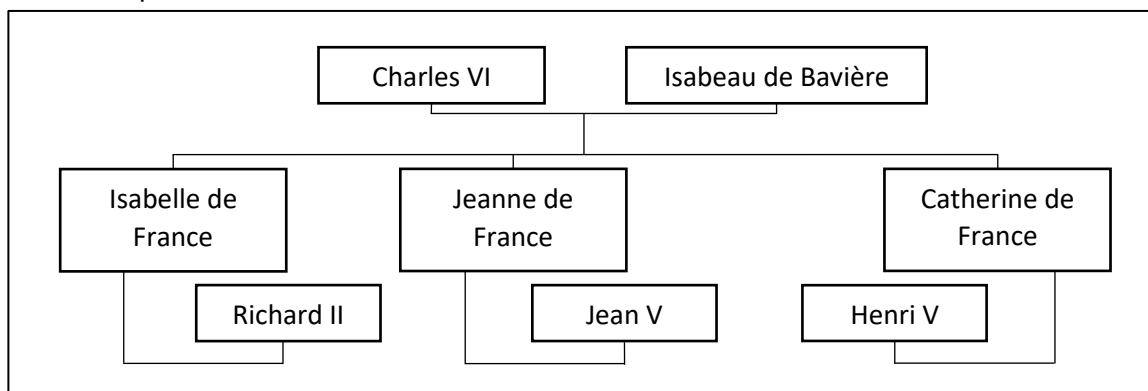 Charles VI
Isabeau de Bavière
Isabelle de
France
Jeanne de
France
Catherine de
France
Richard II
Jean V
Henri V